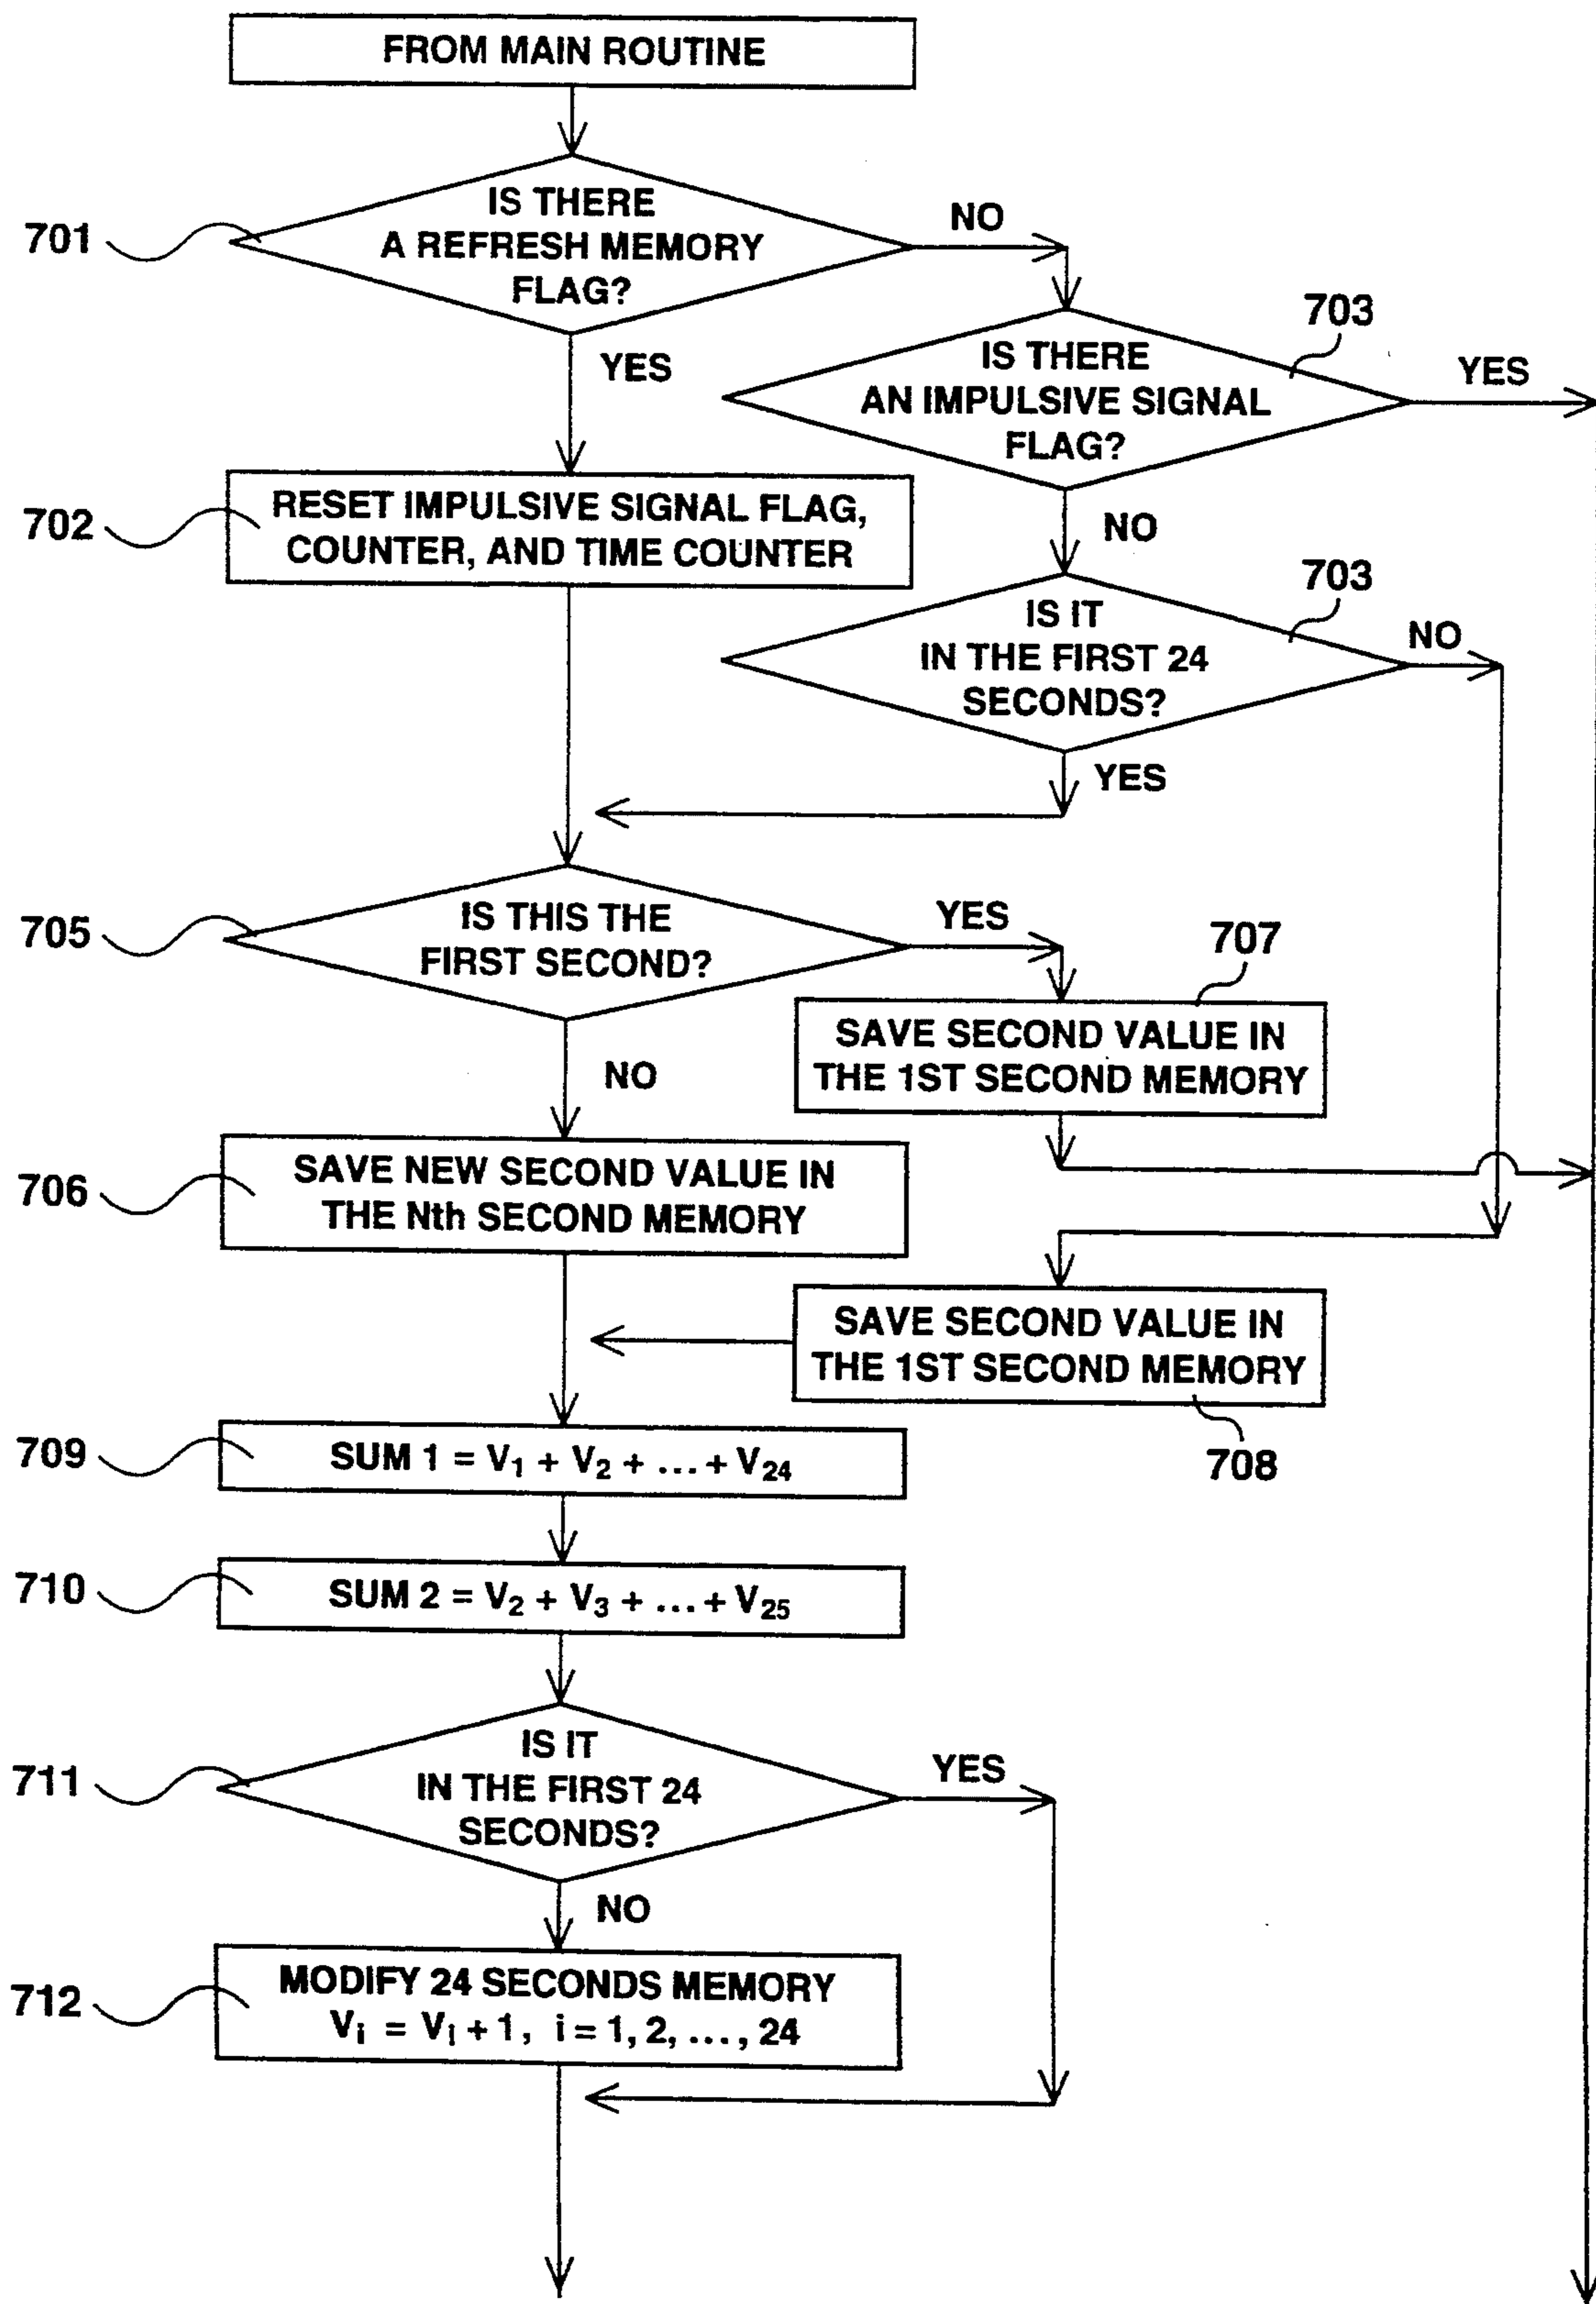 FROM MAIN ROUTINE
IS THERE
A REFRESH MEMORY
FLAG?
701
NO
YES
703
IS THERE
AN IMPULSIVE SIGNAL
FLAG?
YES
NO
702
RESET IMPULSIVE SIGNAL FLAG,
COUNTER, AND TIME COUNTER
703
IS IT
IN THE FIRST 24
SECONDS?
NO
YES
705
IS THIS THE
FIRST SECOND?
YES
NO
707
SAVE SECOND VALUE IN
THE 1ST SECOND MEMORY
706
SAVE NEW SECOND VALUE IN
THE Nth SECOND MEMORY
SAVE SECOND VALUE IN
THE 1ST SECOND MEMORY
708
709
SUM 1 = V₁ + V₂ + ... + V₂₄
710
SUM 2 = V₂ + V₃ + ... + V₂₅
711
IS IT
IN THE FIRST 24
SECONDS?
YES
NO
712
MODIFY 24 SECONDS MEMORY
Vᵢ = Vᵢ + 1, i = 1, 2, ..., 24